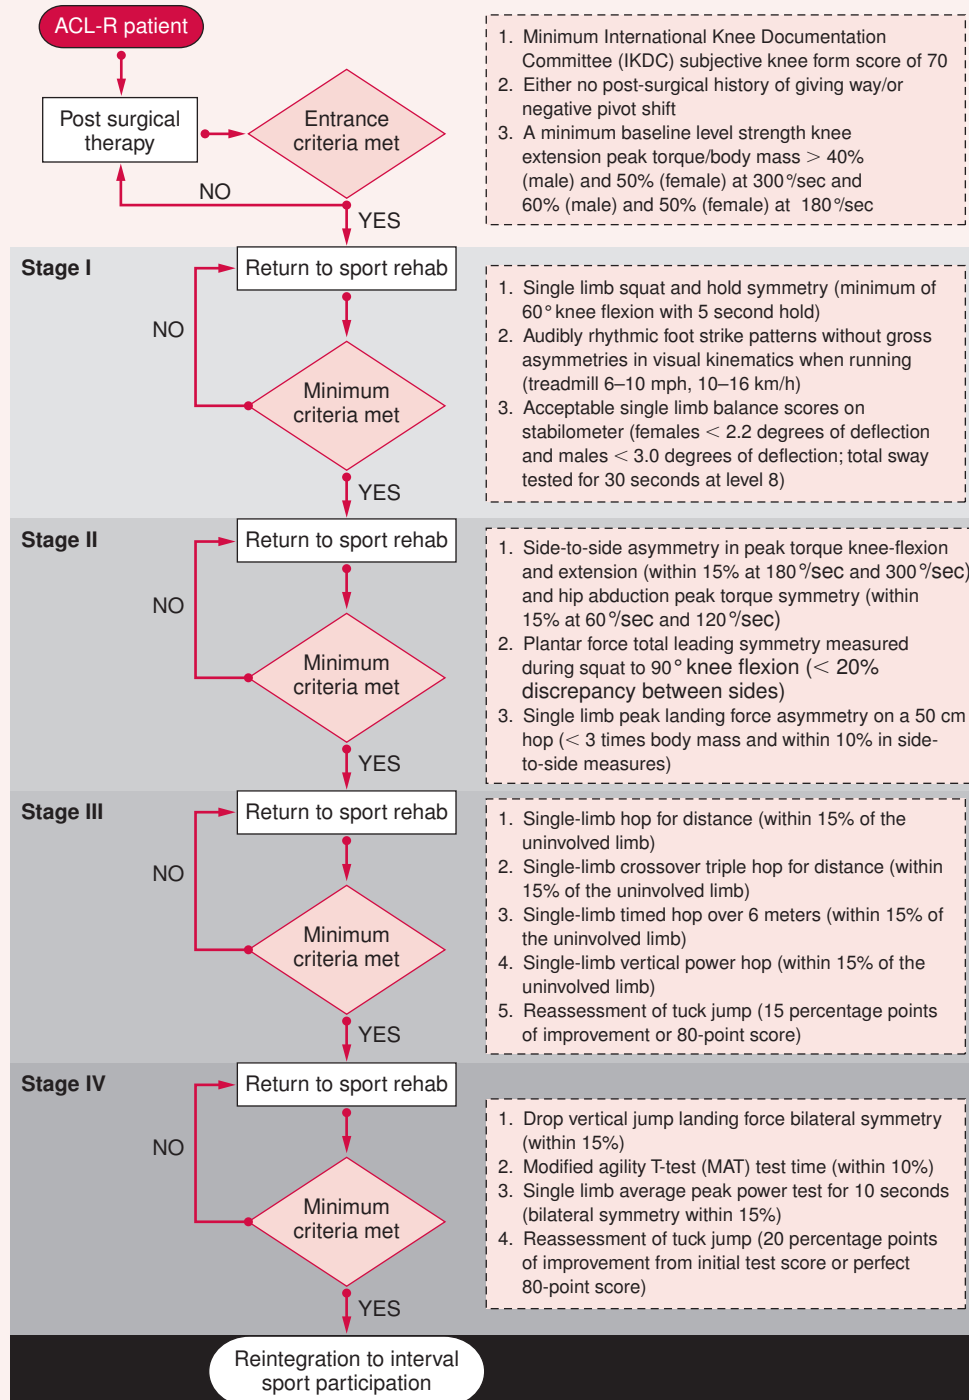 ACL-R patient
Post surgical
therapy
Entrance
criteria met
NO
YES
1. Minimum International Knee Documentation
Committee (IKDC) subjective knee form score of 70
2. Either no post-surgical history of giving way/or
negative pivot shift
3. A minimum baseline level strength knee
extension peak torque/body mass > 40%
(male) and 50% (female) at 300°/sec and
60% (male) and 50% (female) at 180°/sec
Stage I
Return to sport rehab
NO
Minimum
criteria met
YES
1. Single limb squat and hold symmetry (minimum of
60° knee flexion with 5 second hold)
2. Audibly rhythmic foot strike patterns without gross
asymmetries in visual kinematics when running
(treadmill 6–10 mph, 10–16 km/h)
3. Acceptable single limb balance scores on
stabilometer (females < 2.2 degrees of deflection
and males < 3.0 degrees of deflection; total sway
tested for 30 seconds at level 8)
Stage II
Return to sport rehab
NO
Minimum
criteria met
YES
1. Side-to-side asymmetry in peak torque knee-flexion
and extension (within 15% at 180°/sec and 300°/sec)
and hip abduction peak torque symmetry (within
15% at 60°/sec and 120°/sec)
2. Plantar force total leading symmetry measured
during squat to 90° knee flexion (< 20%
discrepancy between sides)
3. Single limb peak landing force asymmetry on a 50 cm
hop (< 3 times body mass and within 10% in side-
to-side measures)
Stage III
Return to sport rehab
NO
Minimum
criteria met
YES
1. Single-limb hop for distance (within 15% of the
uninvolved limb)
2. Single-limb crossover triple hop for distance (within
15% of the uninvolved limb)
3. Single-limb timed hop over 6 meters (within 15% of
the uninvolved limb)
4. Single-limb vertical power hop (within 15% of the
uninvolved limb)
5. Reassessment of tuck jump (15 percentage points
of improvement or 80-point score)
Stage IV
Return to sport rehab
NO
Minimum
criteria met
YES
1. Drop vertical jump landing force bilateral symmetry
(within 15%)
2. Modified agility T-test (MAT) test time (within 10%)
3. Single limb average peak power test for 10 seconds
(bilateral symmetry within 15%)
4. Reassessment of tuck jump (20 percentage points
of improvement from initial test score or perfect
80-point score)
Reintegration to interval
sport participation